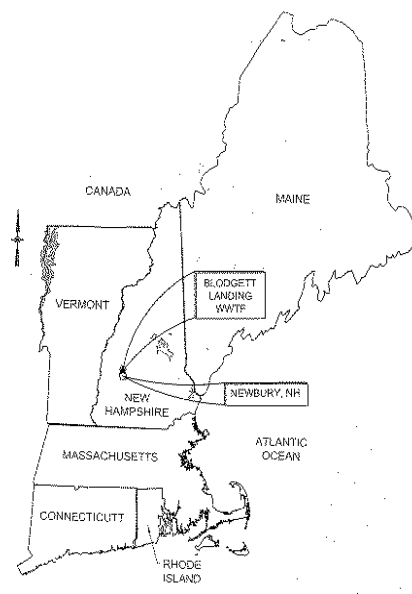 CANADA
MAINE
BLODGETT
LANDING
WWTF
VERMONT
NEWBURY, NH
NEW
HAMPSHIRE
ATLANTIC
OCEAN
MASSACHUSETTS
CONNECTICUTT
RHODE
ISLAND